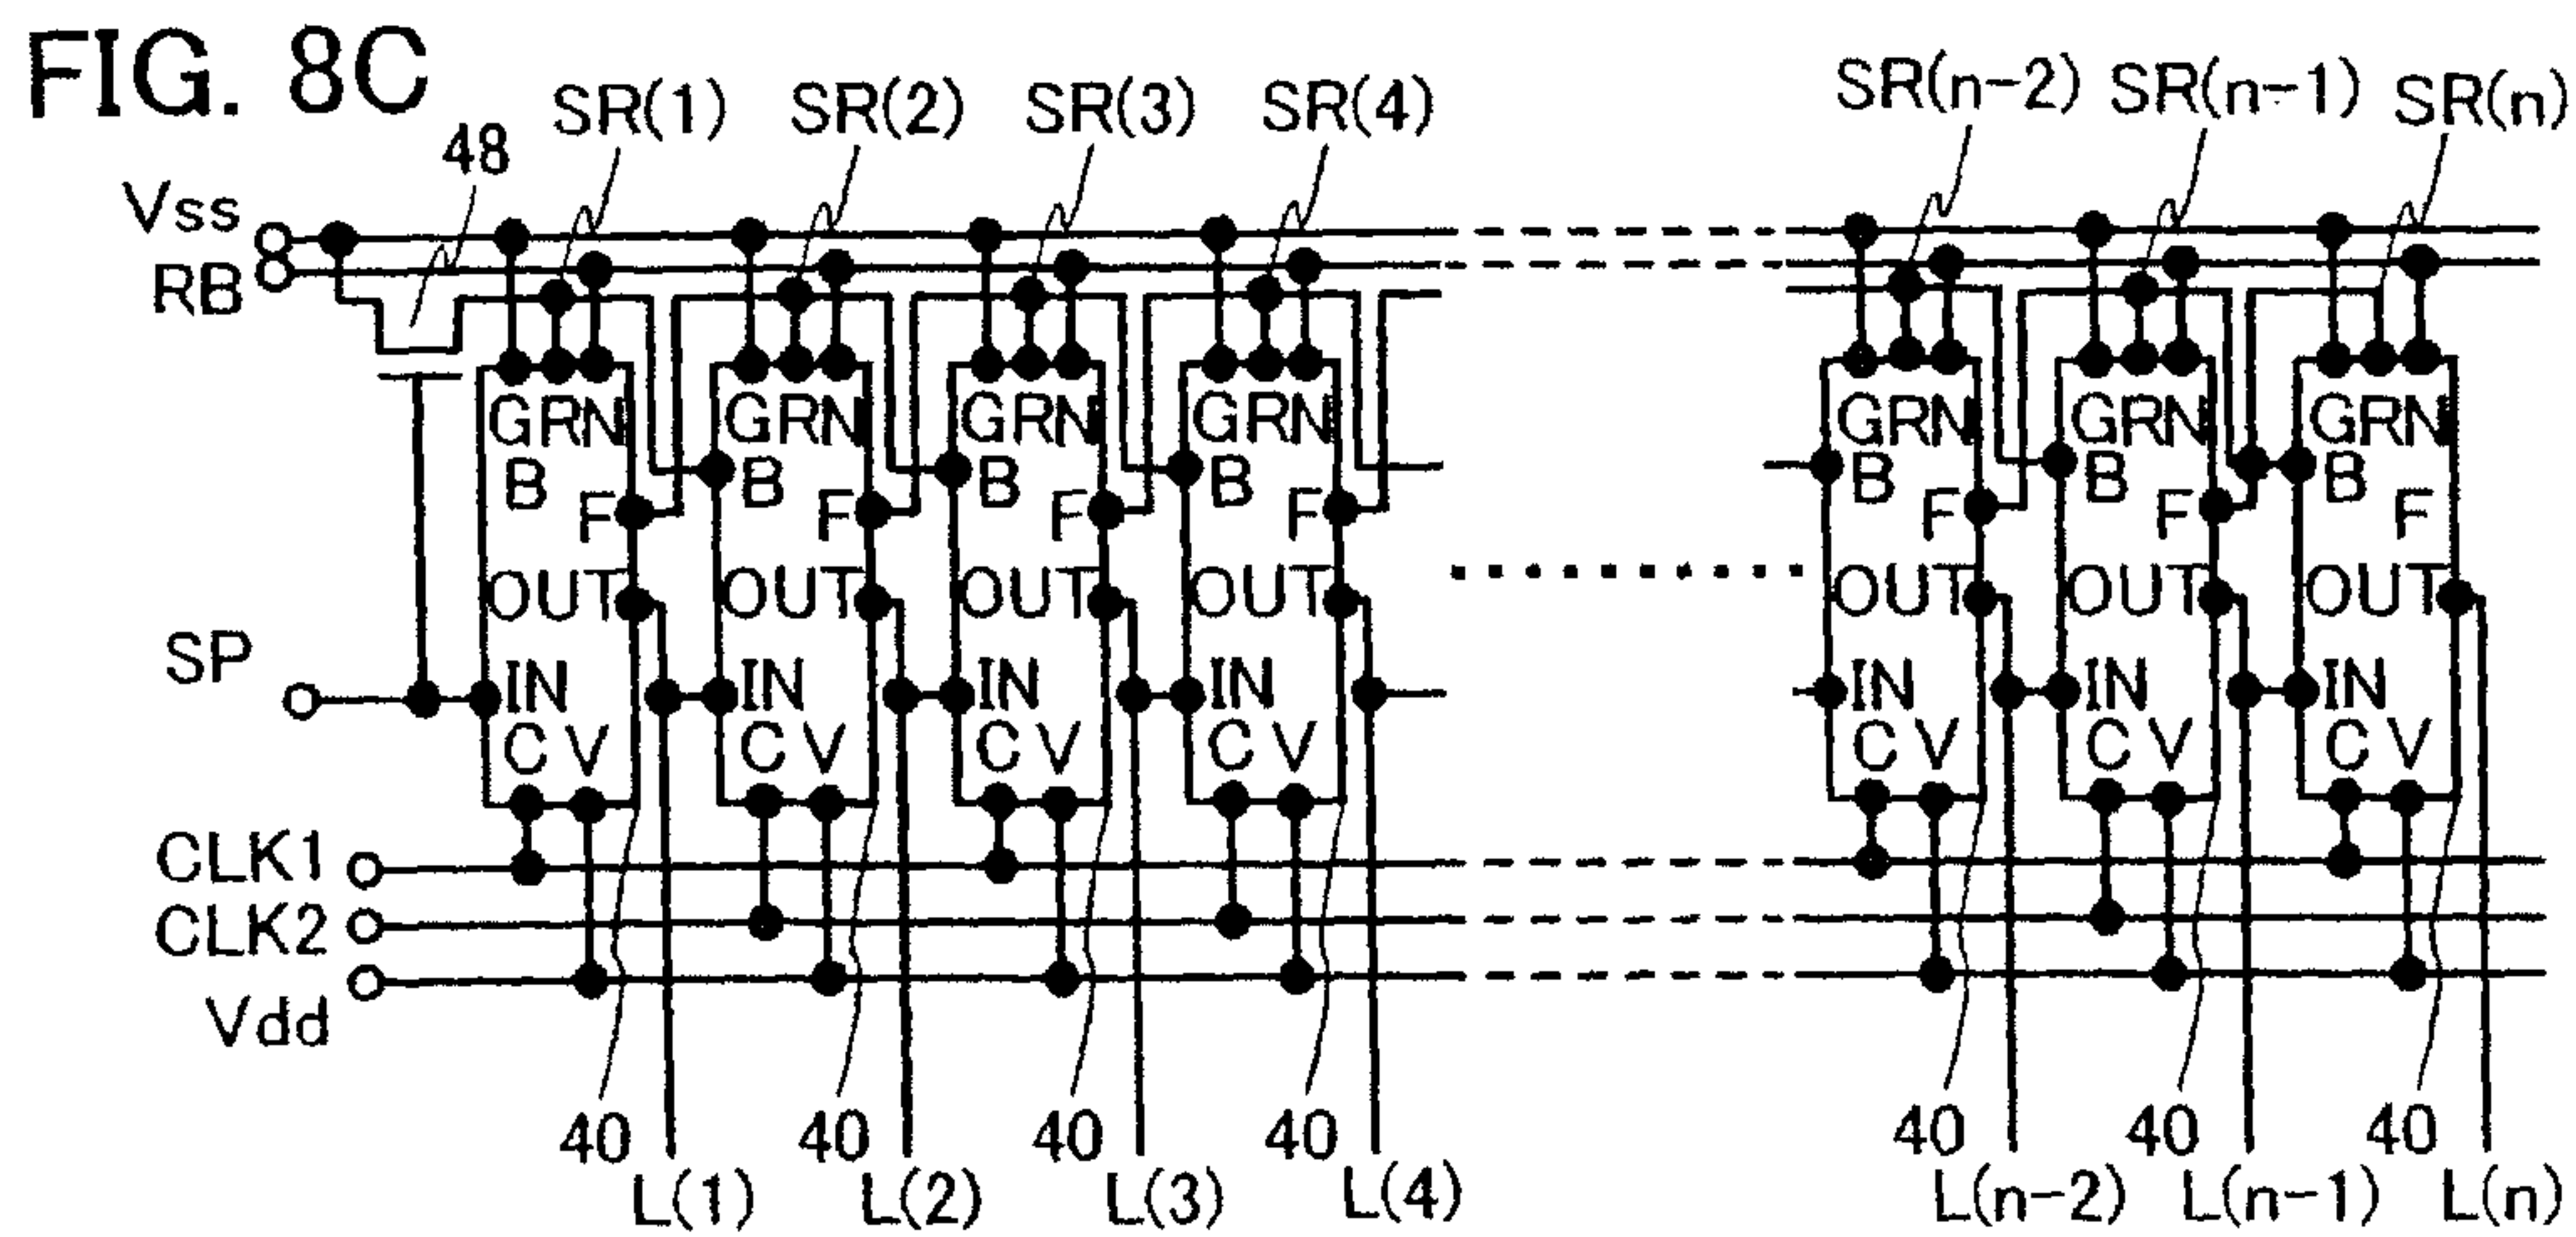 FIG. 8C
SR(1) SR(2) SR(3) SR(4) SR(n-2) SR(n-1) SR(n)
48
Vss
RB
GRN GRN GRN GRN GRN GRN GRN
B B B B B B B
F F F F F F F
OUT OUT OUT OUT OUT OUT OUT
SP
IN IN IN IN IN IN IN
C V C V C V C V C V C V C V
CLK1
CLK2
Vdd
40 40 40 40 40 40 40
L(1) L(2) L(3) L(4) L(n-2) L(n-1) L(n)